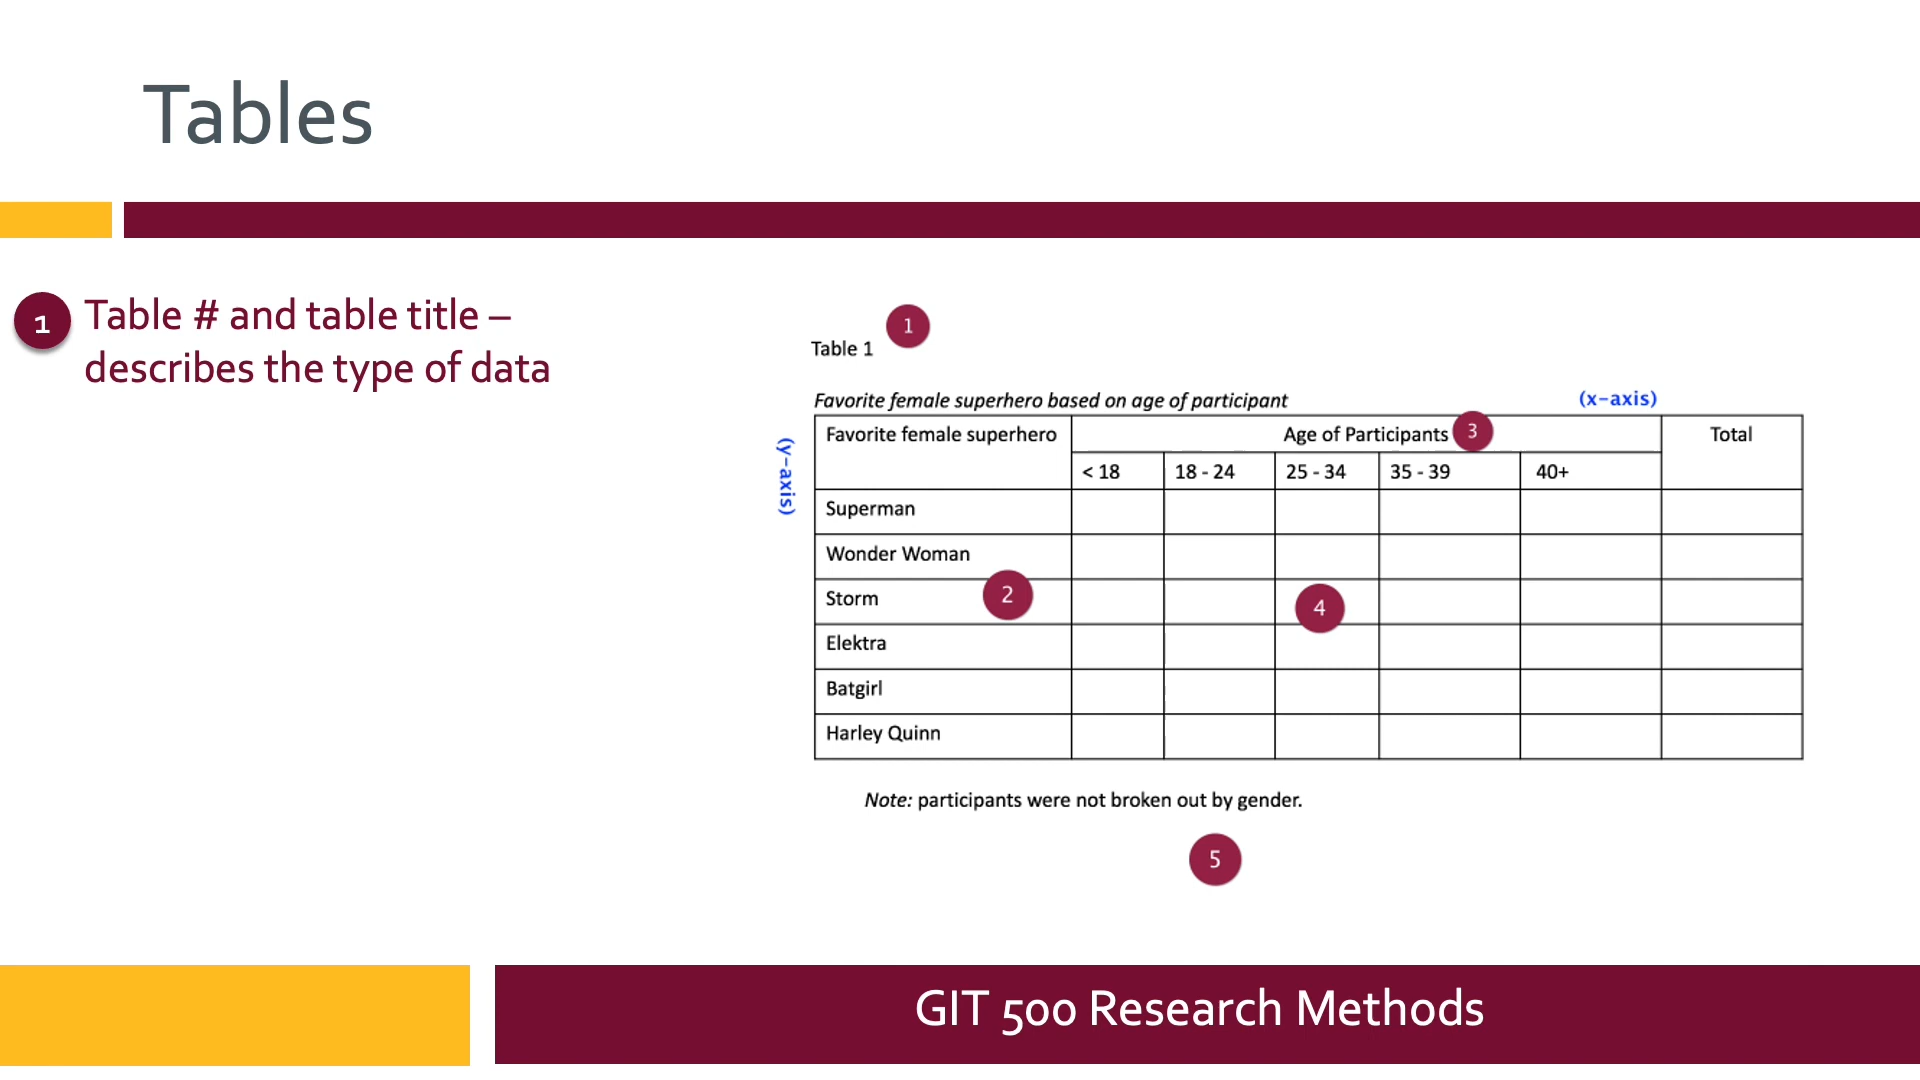 Tables
1 Table # and table title –
describes the type of data
1
Table 1
Favorite female superhero based on age of participant (x-axis)
(y-axis)
Favorite female superhero Age of Participants 3 Total
< 18 18 - 24 25 - 34 35 - 39 40+
Superman
Wonder Woman
Storm 2 4
Elektra
Batgirl
Harley Quinn
Note: participants were not broken out by gender.
5
GIT 500 Research Methods